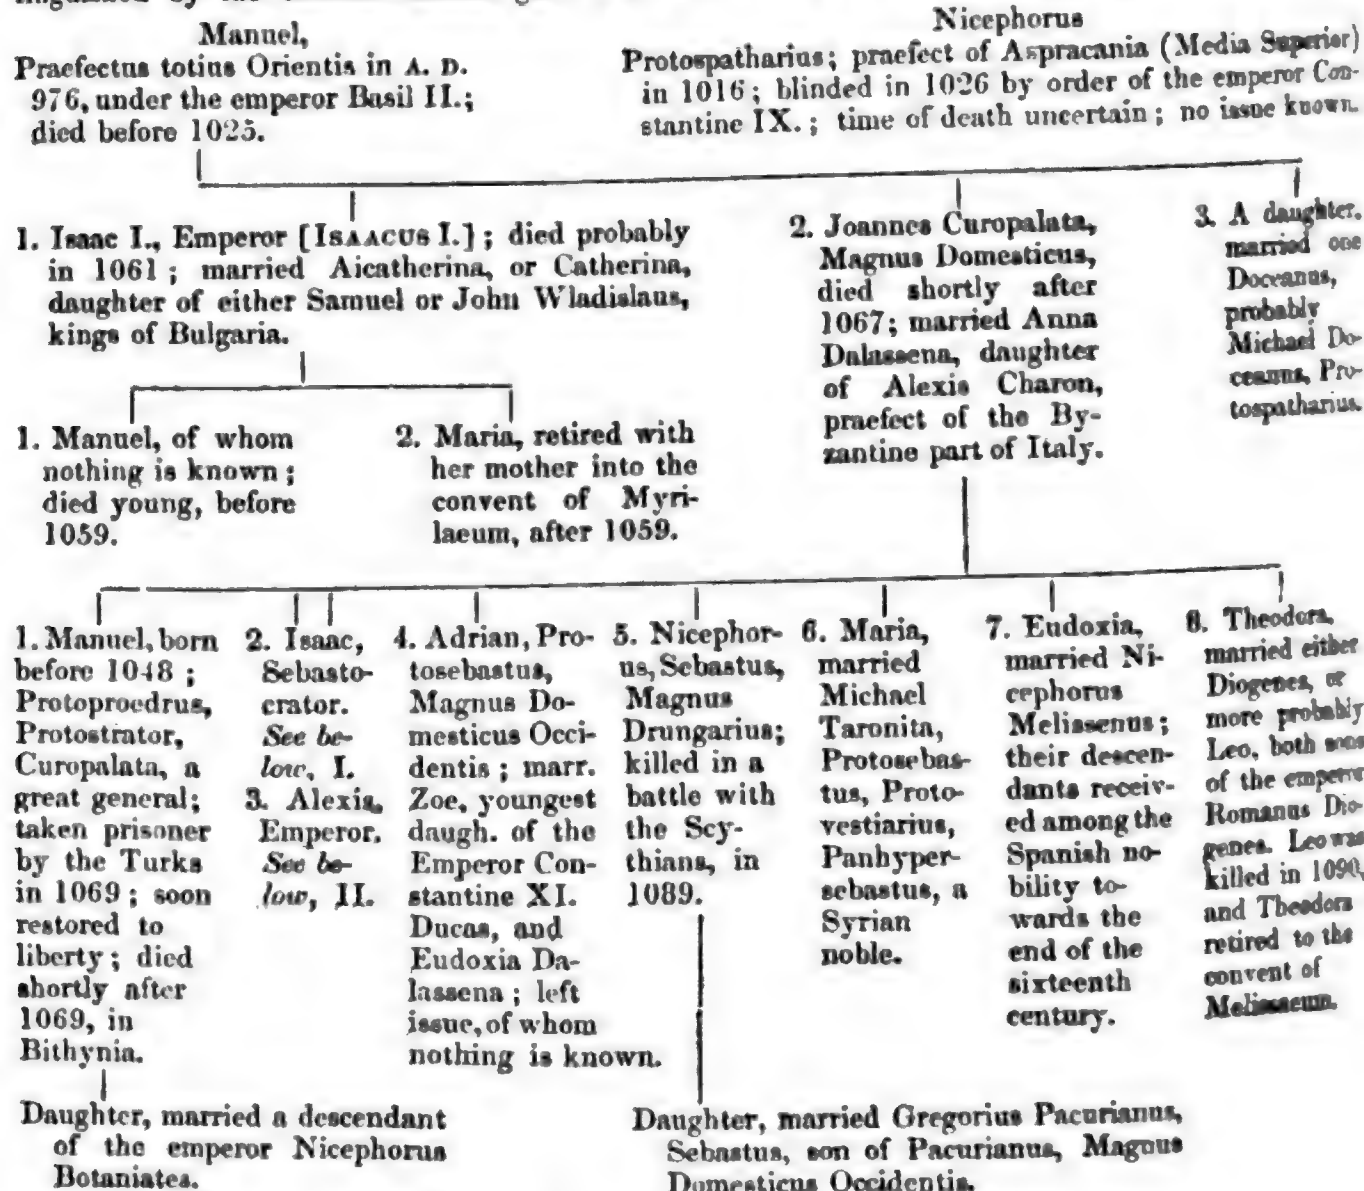 Manuel,
Praefectus totius Orientis in A. D.
976, under the emperor Basil II.;
died before 1025.
Nicephorus
Protospatharius; praefect of Aspracania (Media Superior)
in 1016; blinded in 1026 by order of the emperor Con-
stantine IX.; time of death uncertain; no issue known.
1. Isaac I., Emperor [ISAACUS I.]; died probably
in 1061; married Aicatherina, or Catherina,
daughter of either Samuel or John Wladislaus,
kings of Bulgaria.
2. Joannes Curopalata,
Magnus Domesticus,
died shortly after
1067; married Anna
Dalassena, daughter
of Alexis Charon,
praefect of the By-
zantine part of Italy.
3. A daughter,
married one
Doceanus,
probably
Michael Do-
ceanus, Pro-
tospatharius.
1. Manuel, of whom
nothing is known;
died young, before
1059.
2. Maria, retired with
her mother into the
convent of Myri-
laeum, after 1059.
1. Manuel, born
before 1048;
Protoproedrus,
Protostrator,
Curopalata, a
great general;
taken prisoner
by the Turks
in 1069; soon
restored to
liberty; died
shortly after
1069, in
Bithynia.
2. Isaac,
Sebasto-
crator.
See be-
low, I.
3. Alexis,
Emperor.
See be-
low, II.
4. Adrian, Pro-
tosebastus,
Magnus Do-
mesticus Occi-
dentis; marr.
Zoe, youngest
daugh. of the
Emperor Con-
stantine XI.
Ducas, and
Eudoxia Da-
lassena; left
issue, of whom
nothing is known.
5. Nicephor-
us, Sebastus,
Magnus
Drungarius;
killed in a
battle with
the Scy-
thians, in
1089.
6. Maria,
married
Michael
Taronita,
Protosebas-
tus, Proto-
vestiarius,
Panhyper-
sebastus, a
Syrian
noble.
7. Eudoxia,
married Ni-
cephorus
Melissenus;
their descen-
dants receiv-
ed among the
Spanish no-
bility to-
wards the
end of the
sixteenth
century.
8. Theodora,
married either
Diogenes, or
more probably
Leo, both sons
of the emperor
Romanus Dio-
genes. Leo was
killed in 1090,
and Theodora
retired to the
convent of
Melissaeum.
Daughter, married a descendant
of the emperor Nicephorus
Botaniates.
Daughter, married Gregorius Pacurianus,
Sebastus, son of Pacurianus, Magnus
Domesticus Occidentis.